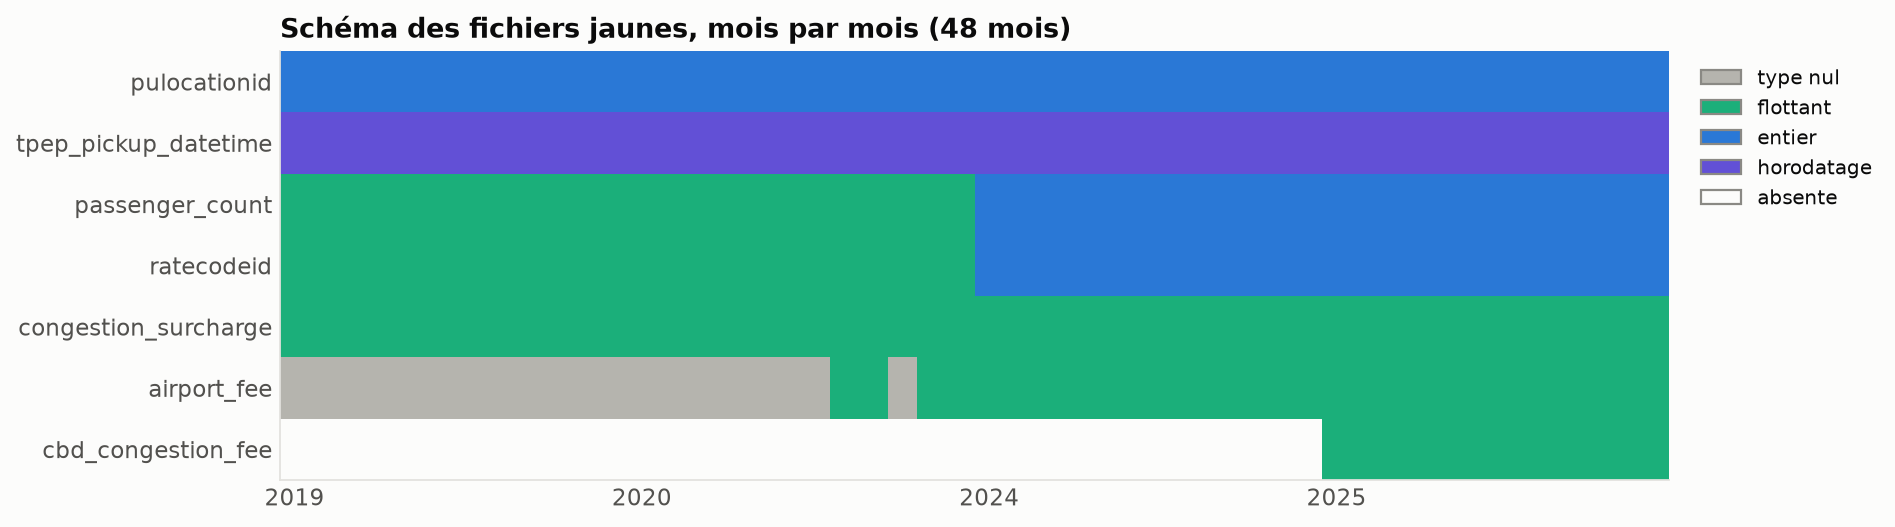 Schéma des fichiers jaunes, mois par mois (48 mois)
pulocationid
tpep_pickup_datetime
passenger_count
ratecodeid
congestion_surcharge
airport_fee
cbd_congestion_fee
2019 2020 2024 2025
type nul
flottant
entier
horodatage
absente